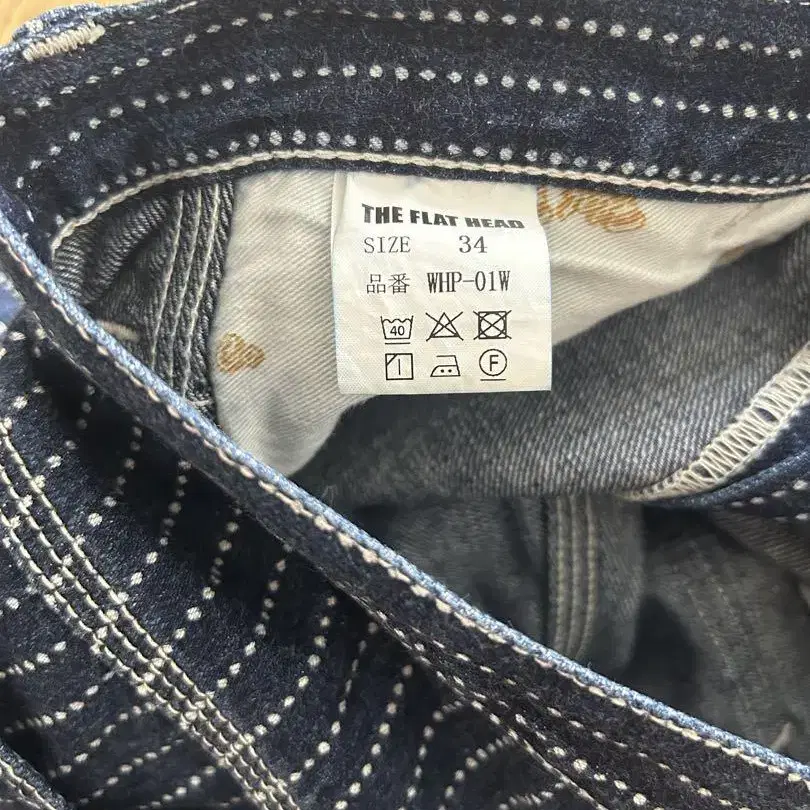 THE FLAT HEAD
SIZE 34
品番 WHP-01W
40
F